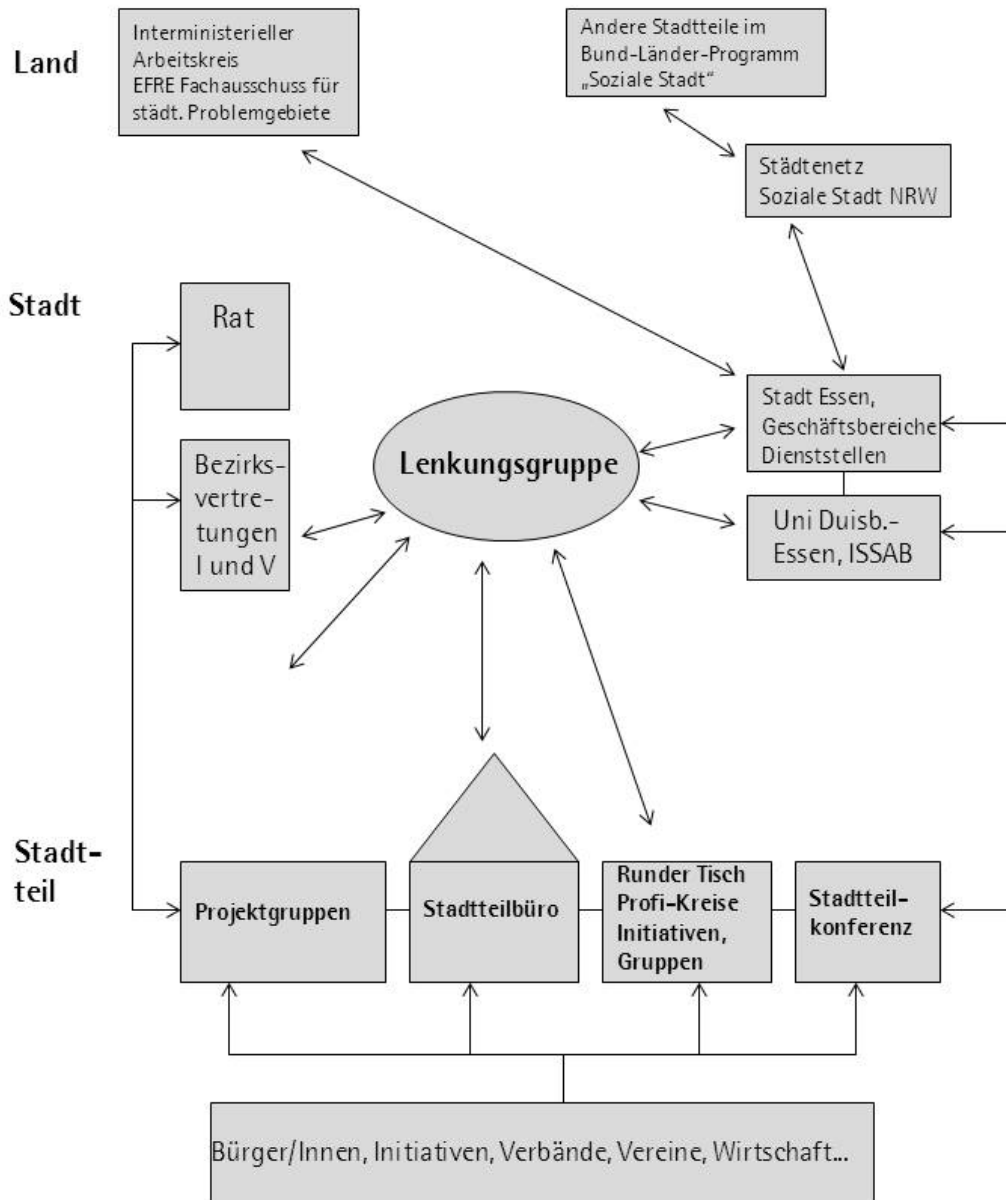 Land
Interministerieller
Arbeitskreis
EFRE Fachausschuss für
städt. Problemgebiete
Andere Stadtteile im
Bund-Länder-Programm
„Soziale Stadt“
Städtenetz
Soziale Stadt NRW
Stadt
Rat
Bezirks-
vertre-
tungen
I und V
Lenkungsgruppe
Stadt Essen,
Geschäftsbereiche
Dienststellen
Uni Duisb.-
Essen, ISSAB
Stadt-
teil
Projektgruppen
Stadtteilbüro
Runder Tisch
Profi-Kreise
Initiativen,
Gruppen
Stadtteil-
konferenz
Bürger/Innen, Initiativen, Verbände, Vereine, Wirtschaft...